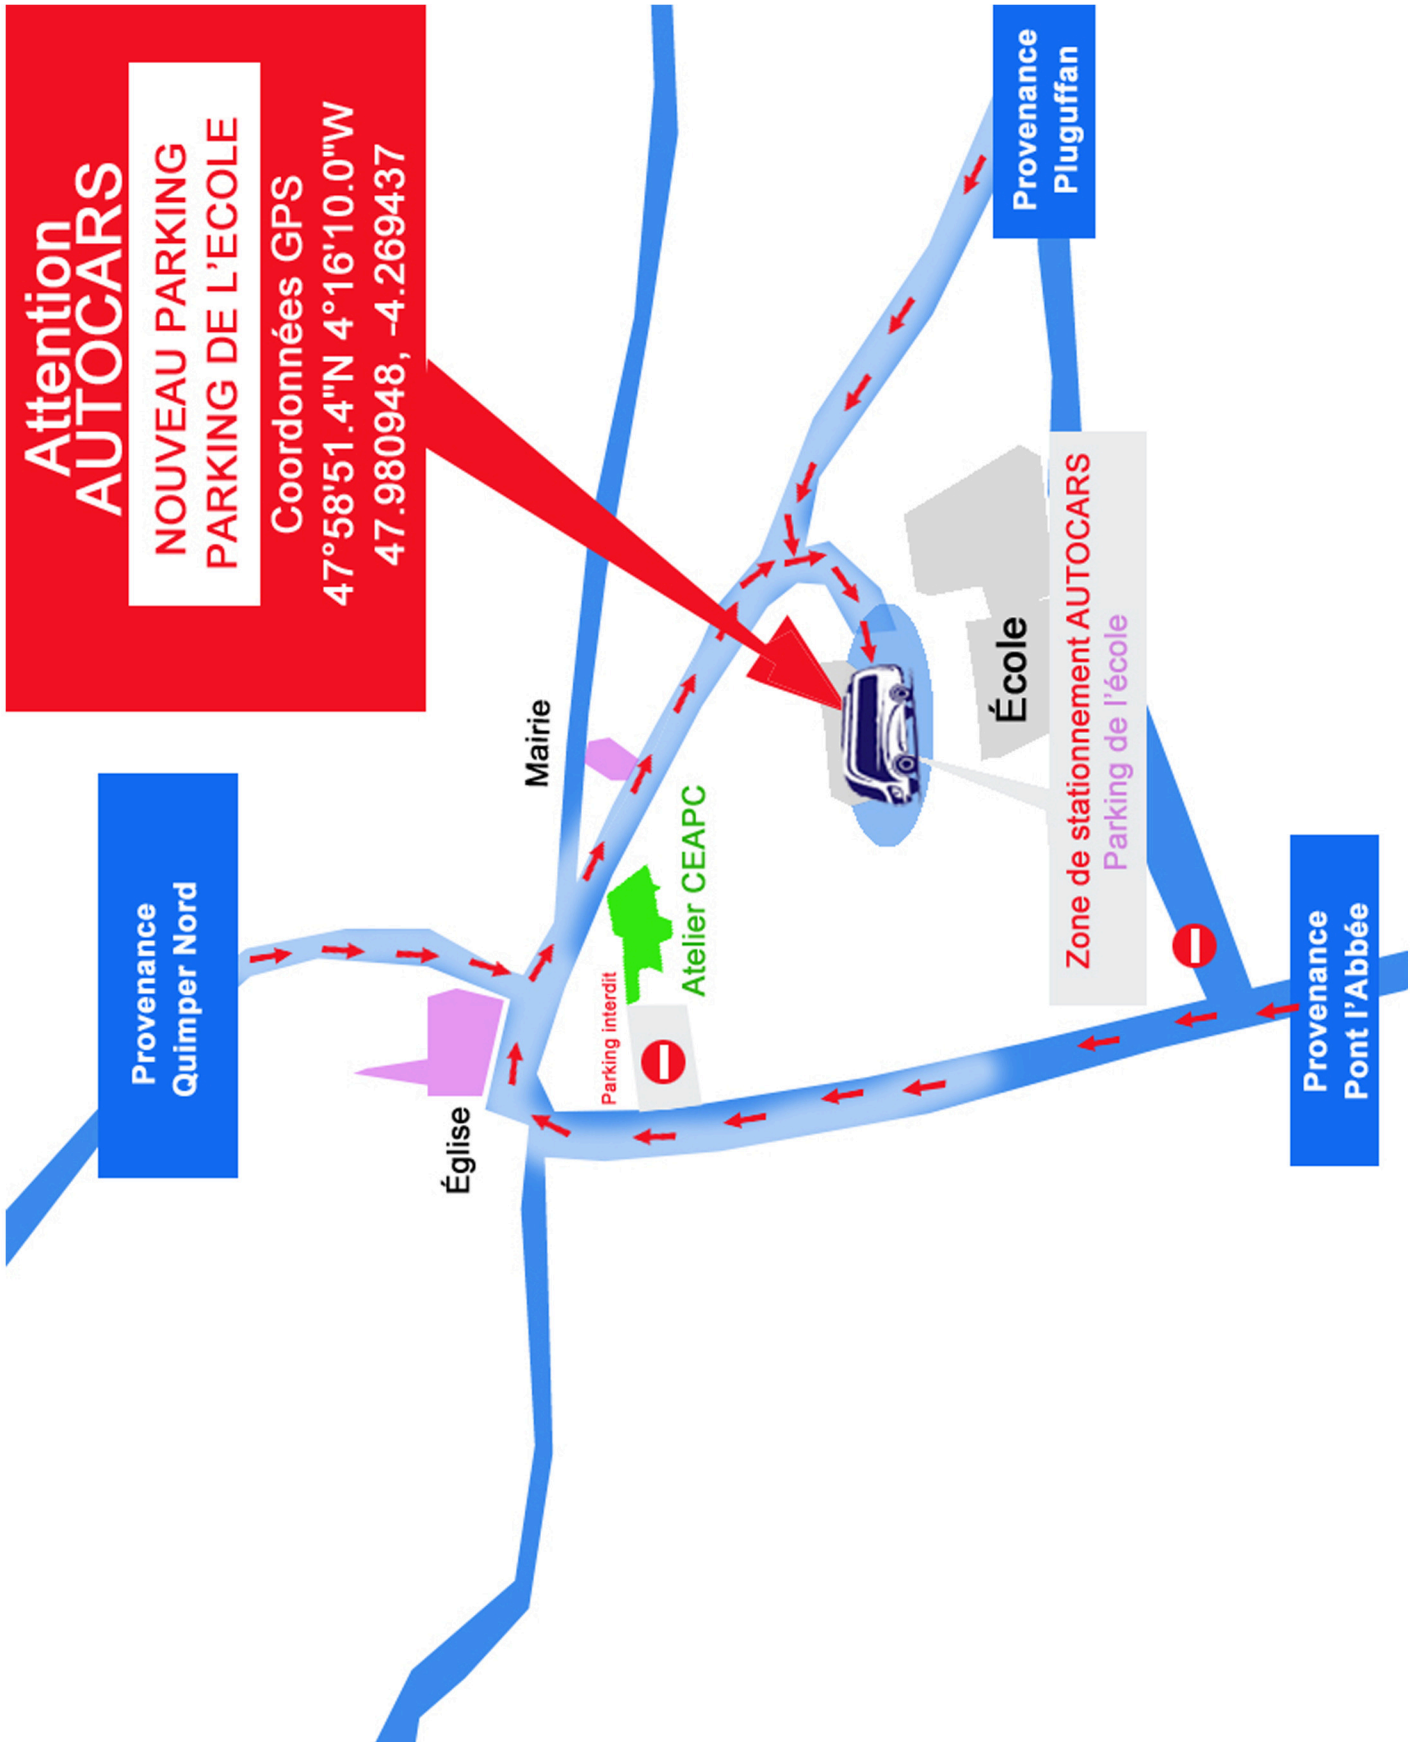 Attention
AUTOCARS
NOUVEAU PARKING
PARKING DE L'ECOLE
Coordonnées GPS
47°58'51.4"N 4°16'10.0"W
47.980948, -4.269437
Provenance
Quimper Nord
Église
Mairie
Parking interdit
Atelier CEAPC
École
Provenance
Pluguffan
Zone de stationnement AUTOCARS
Parking de l'école
Provenance
Pont l'Abbée